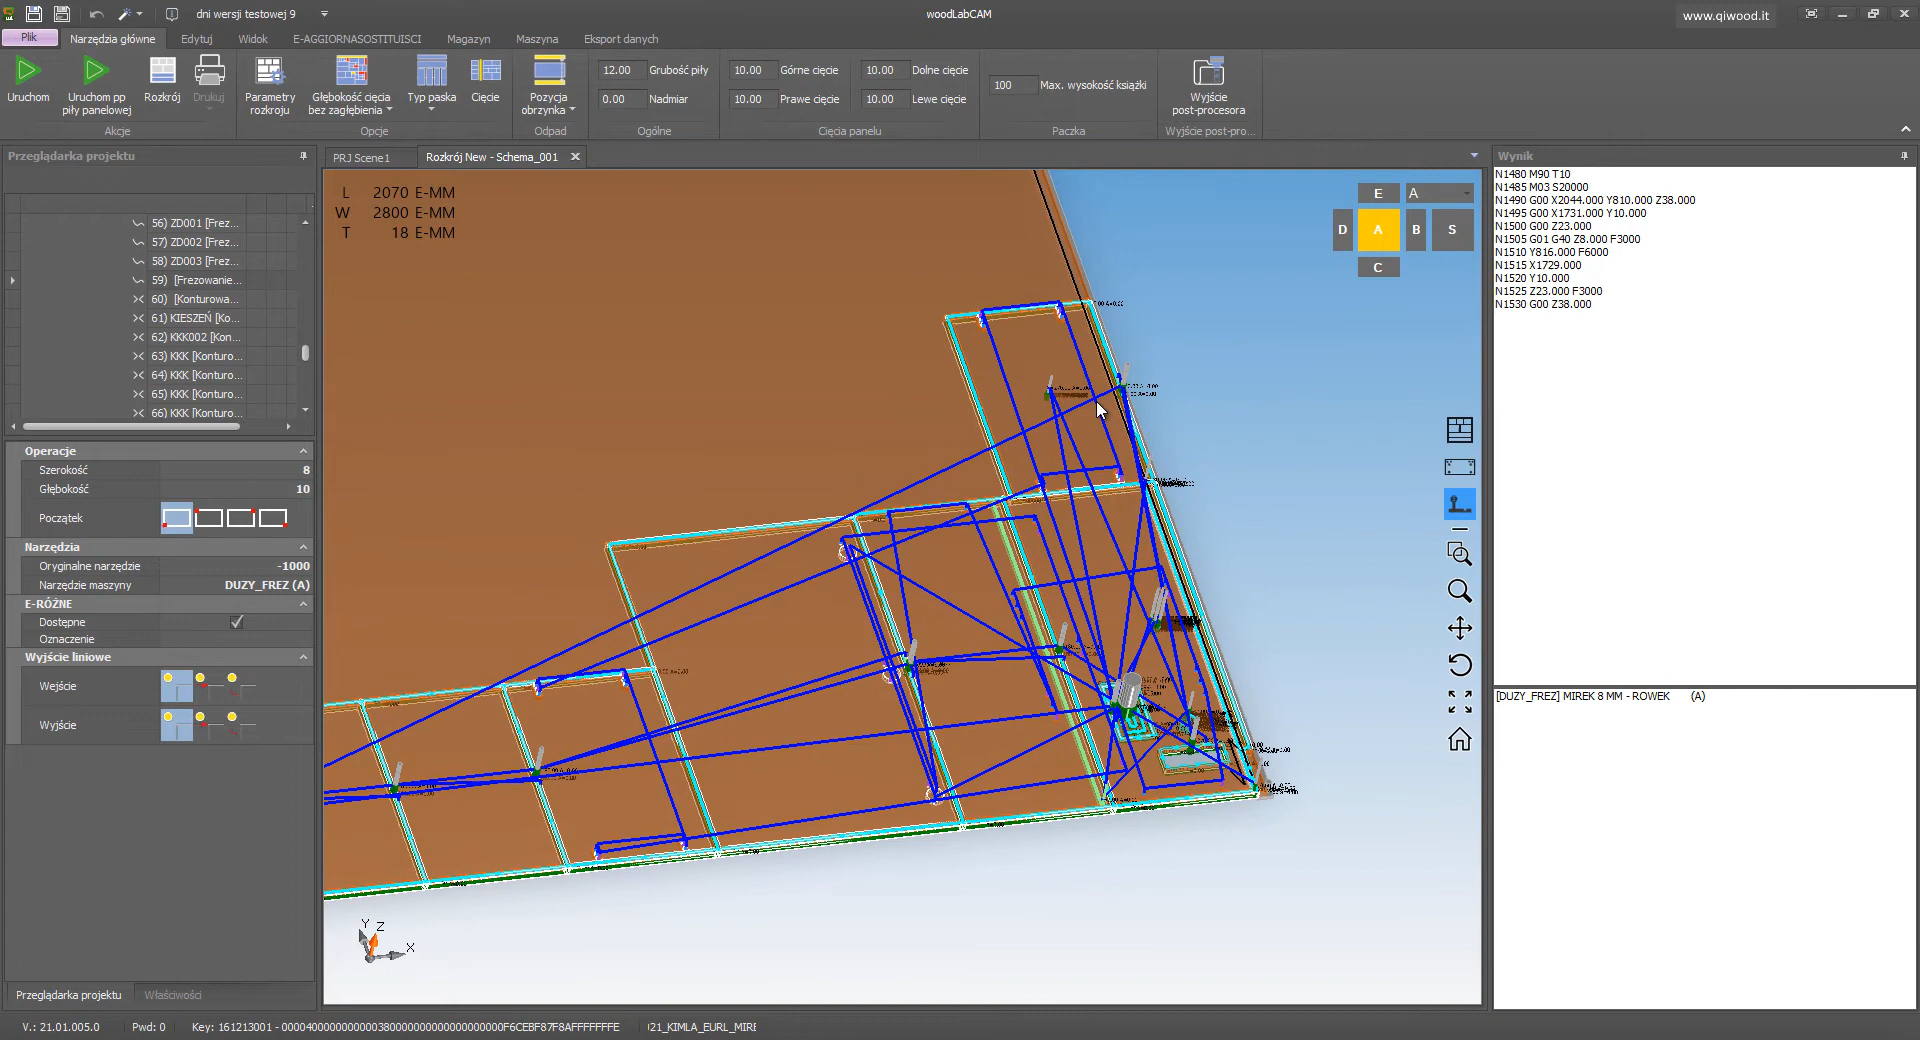 dni wersji testowej 9
woodLabCAM
www.qiwood.it
Plik
Narzędzia główne
Edytuj
Widok
E-AGGIORNASOSTITUISCI
Magazyn
Maszyna
Eksport danych
Uruchom
Uruchom pp
piły panelowej
Rozkrój
Drukuj
Akcje
Parametry
rozkroju
Głębokość cięcia
bez zagłębienia
Typ paska
Cięcie
Opcje
Pozycja
obrzynka
Odpad
12.00 Grubość piły
0.00 Nadmiar
Ogólne
10.00 Górne cięcie
10.00 Prawe cięcie
10.00 Dolne cięcie
10.00 Lewe cięcie
Cięcia panelu
100 Max. wysokość książki
Paczka
Wyjście
post-procesora
Wyjście post-pro...
Przeglądarka projektu
PRJ Scene1
Rozkrój New - Schema_001
Wynik
56) ZD001 [Frez...
57) ZD002 [Frez...
58) ZD003 [Frez...
59) [Frezowanie...
60) [Konturowa...
61) KIESZEŃ [Ko...
62) KKK002 [Kon...
63) KKK [Konturo...
64) KKK [Konturo...
65) KKK [Konturo...
66) KKK [Konturo...
Operacje
Szerokość 8
Głębokość 10
Początek
Narzędzia
Oryginalne narzędzie -1000
Narzędzie maszyny DUZY_FREZ (A)
E-RÓŻNE
Dostępne
Oznaczenie
Wyjście liniowe
Wejście
Wyjście
Przeglądarka projektu
Właściwości
L 2070 E-MM
W 2800 E-MM
T 18 E-MM
E
A
D
A
B
S
C
Y
Z
X
N1480 M90 T10
N1485 M03 S20000
N1490 G00 X2044.000 Y810.000 Z38.000
N1495 G00 X1731.000 Y10.000
N1500 G00 Z23.000
N1505 G01 G40 Z8.000 F3000
N1510 Y816.000 F6000
N1515 X1729.000
N1520 Y10.000
N1525 Z23.000 F3000
N1530 G00 Z38.000
[DUZY_FREZ] MIREK 8 MM - ROWEK (A)
V.: 21.01.005.0
Pwd: 0